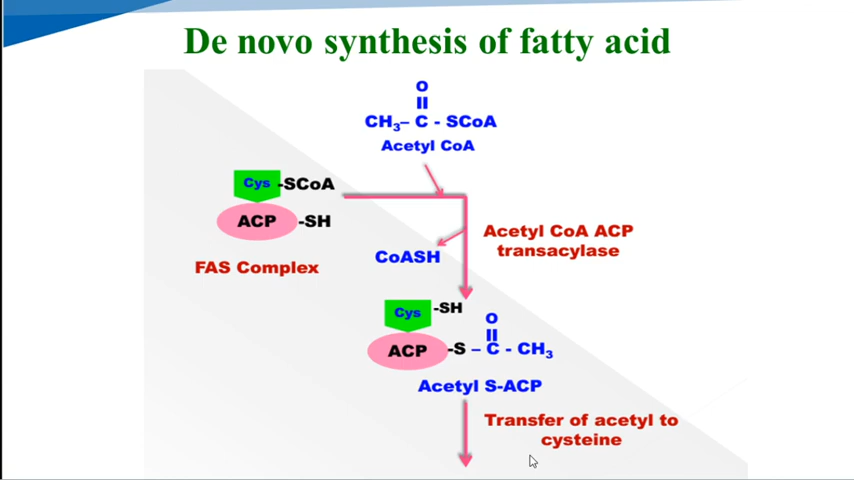 De novo synthesis of fatty acid
O
||
CH₃– C - SCoA
Acetyl CoA
Cys -SCoA
ACP -SH
FAS Complex
Acetyl CoA ACP
transacylase
CoASH
Cys -SH
O
||
ACP -S – C - CH₃
Acetyl S-ACP
Transfer of acetyl to
cysteine